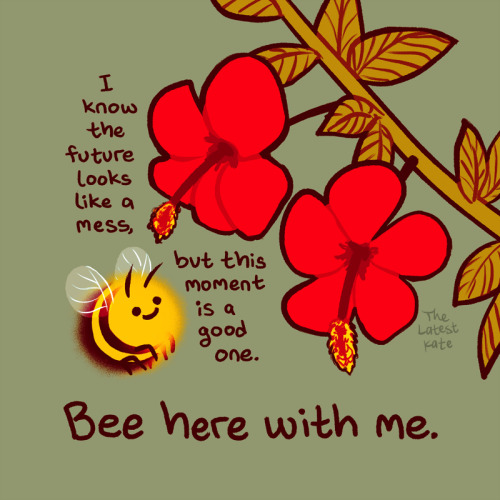 I
know
the
future
looks
like a
mess,
but this
moment
is a
good
one.
The
Latest
Kate
Bee here with me.